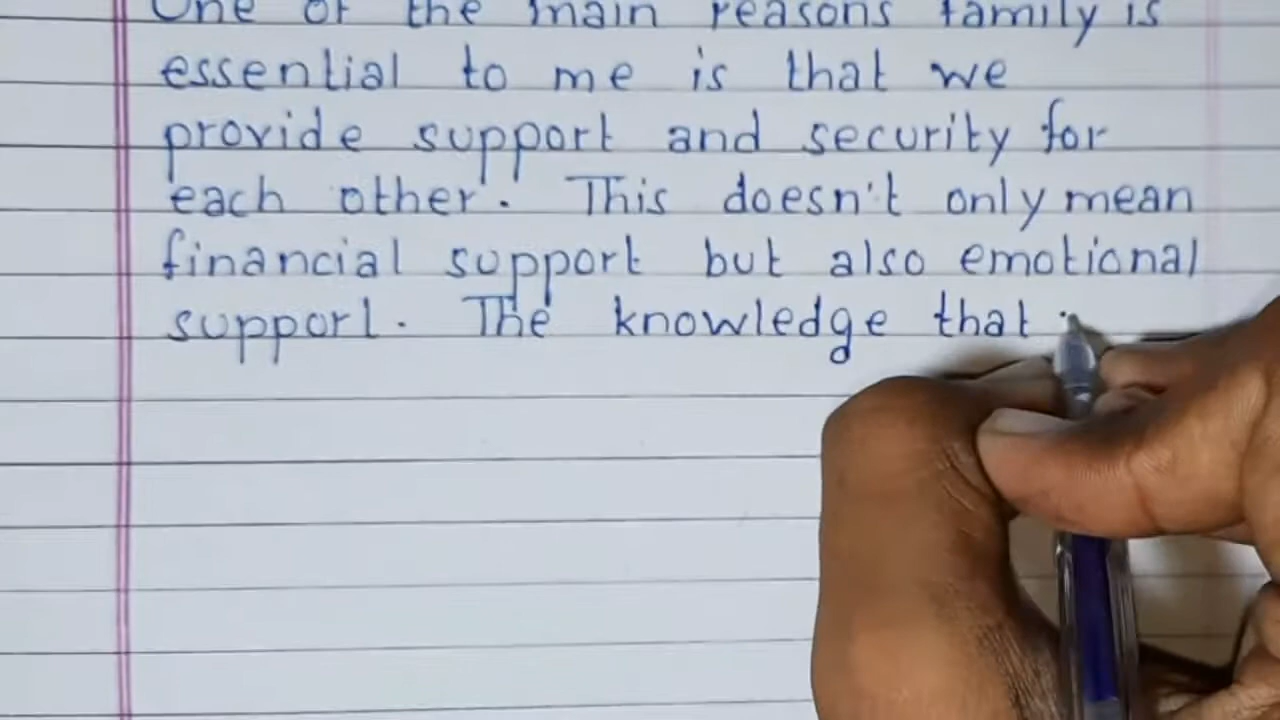 One of the main reasons family is
essential to me is that we
provide support and security for
each other. This doesn't only mean
financial support but also emotional
support. The knowledge that